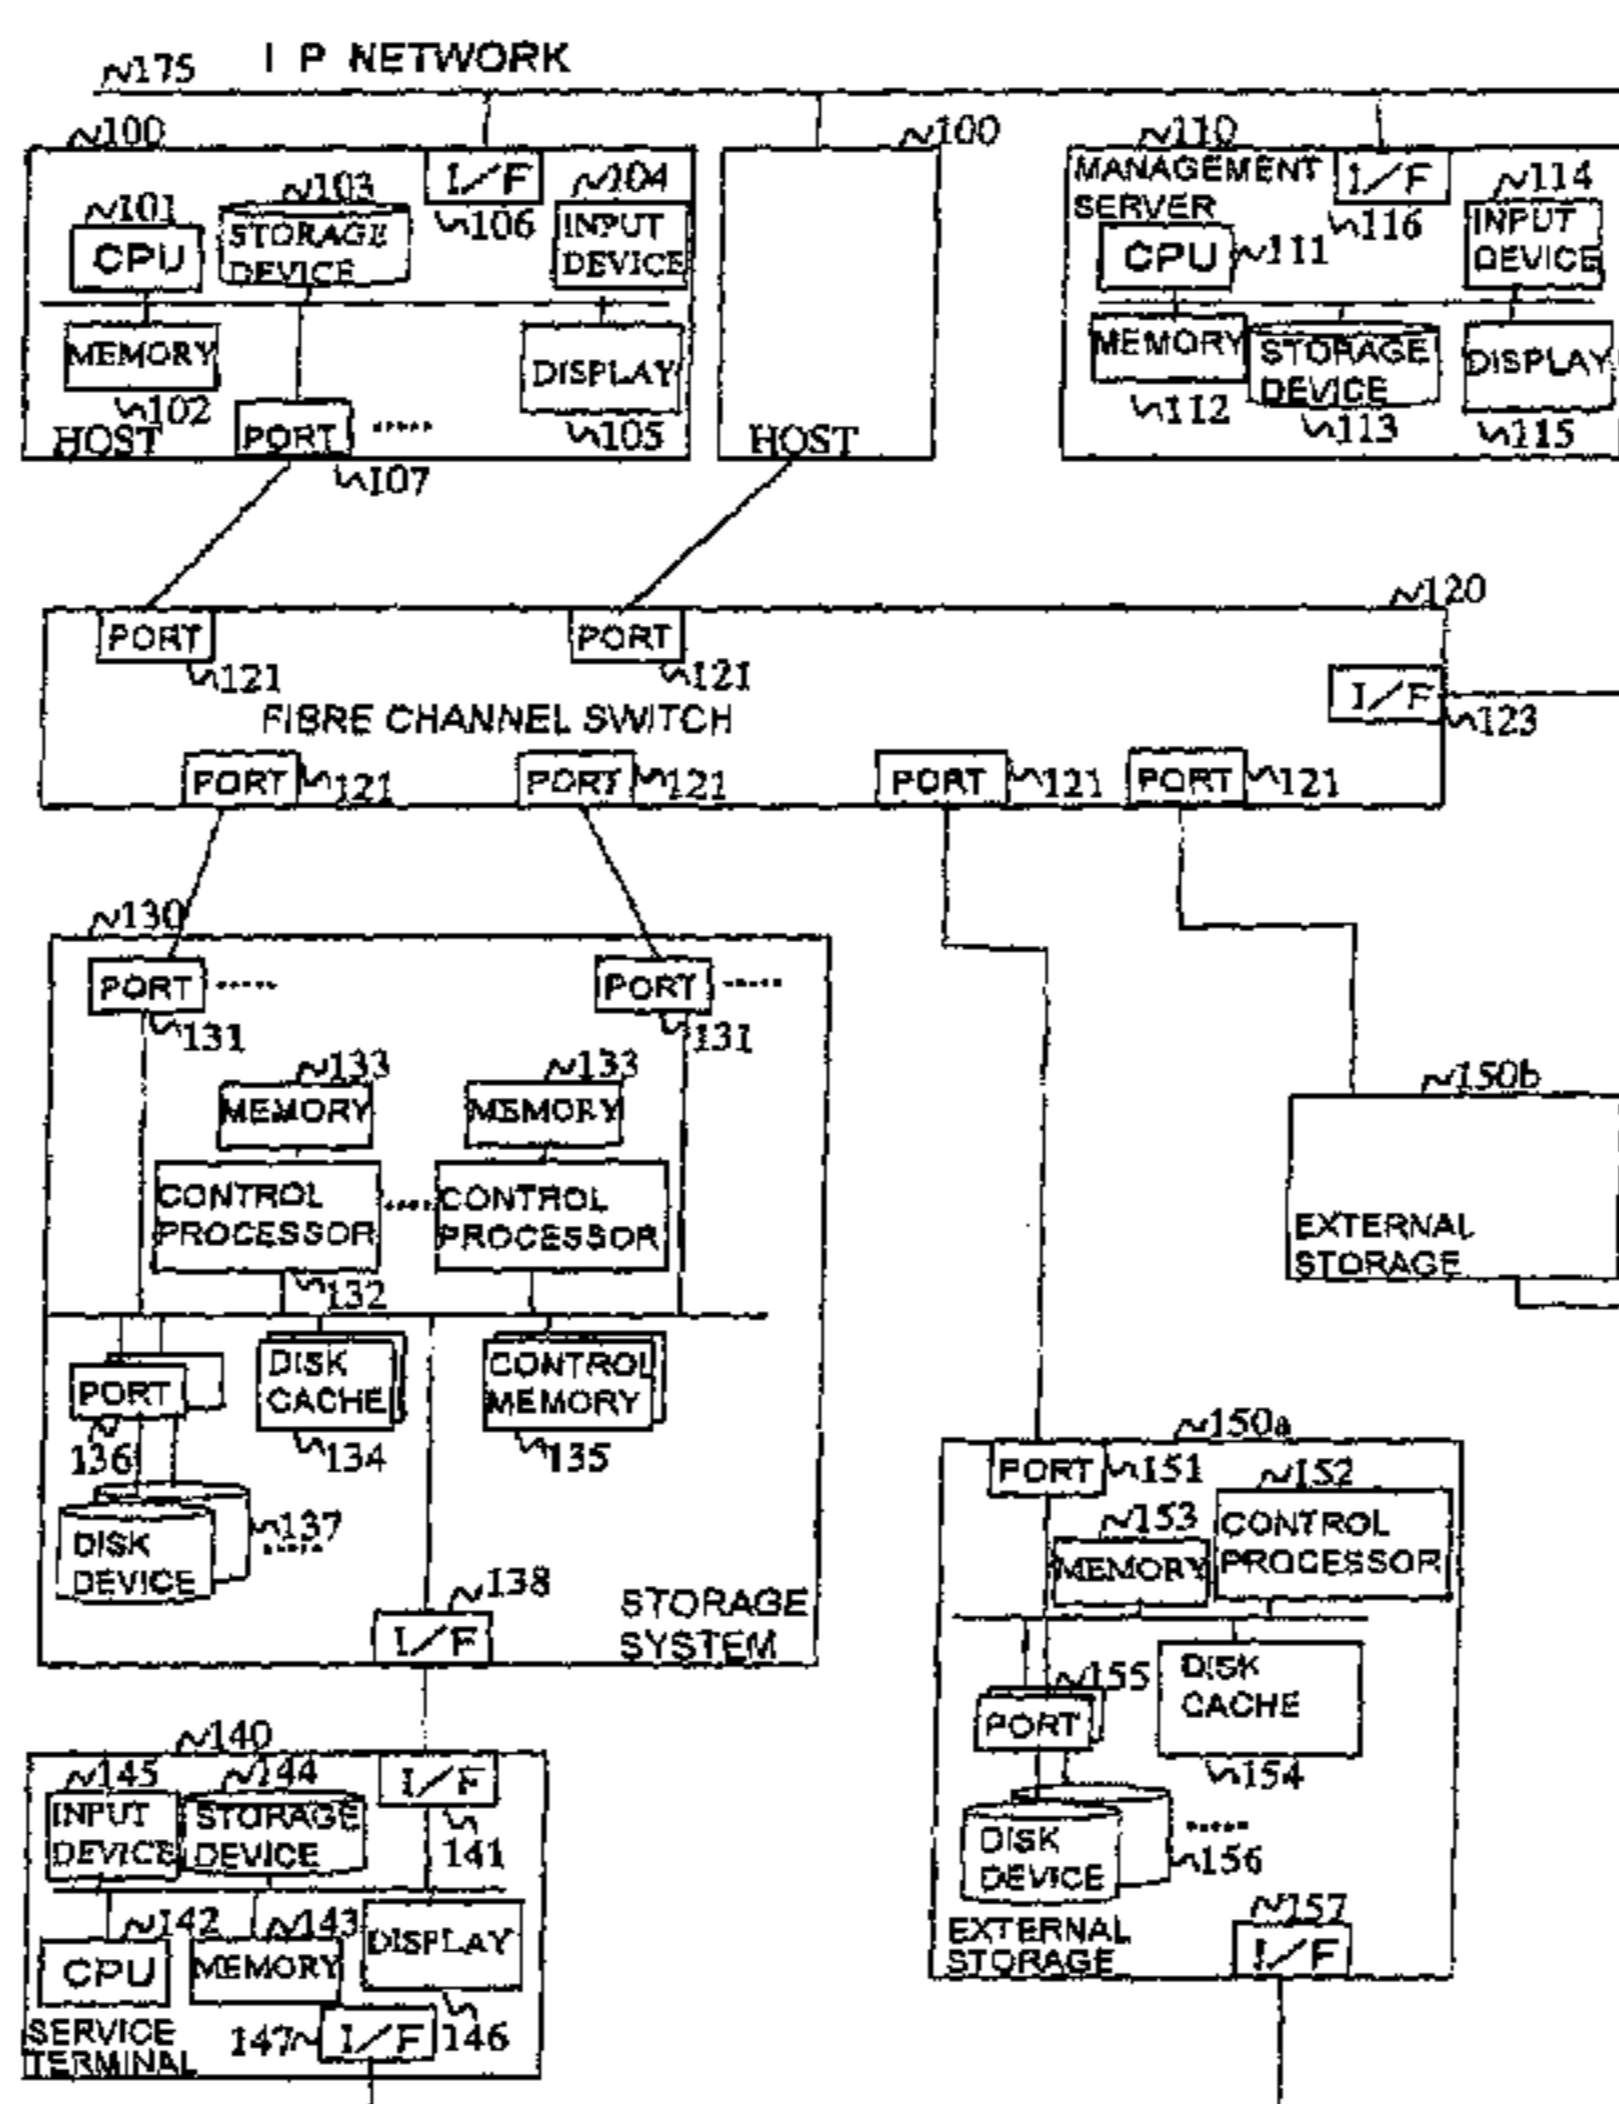 I P NETWORK
175
100
100
110
I/F
106
103
STORAGE
DEVICE
104
INPUT
DEVICE
101
CPU
MEMORY
102
DISPLAY
105
HOST
PORT
.....
107
HOST
MANAGEMENT
SERVER
I/F
116
114
INPUT
DEVICE
CPU
111
MEMORY
112
STORAGE
DEVICE
113
DISPLAY
115
120
PORT
121
PORT
121
I/F
123
FIBRE CHANNEL SWITCH
PORT
121
PORT
121
PORT
121
PORT
121
130
PORT
.....
131
PORT
.....
131
133
MEMORY
133
MEMORY
CONTROL
PROCESSOR
.....
CONTROL
PROCESSOR
132
PORT
136
DISK
CACHE
134
CONTROL
MEMORY
135
DISK
DEVICE
137
.....
138
I/F
STORAGE
SYSTEM
150b
EXTERNAL
STORAGE
150a
PORT
151
152
CONTROL
PROCESSOR
153
MEMORY
155
PORT
DISK
CACHE
154
DISK
DEVICE
.....
156
EXTERNAL
STORAGE
157
I/F
140
145
INPUT
DEVICE
144
STORAGE
DEVICE
I/F
141
142
CPU
143
MEMORY
DISPLAY
146
SERVICE
TERMINAL
147
I/F